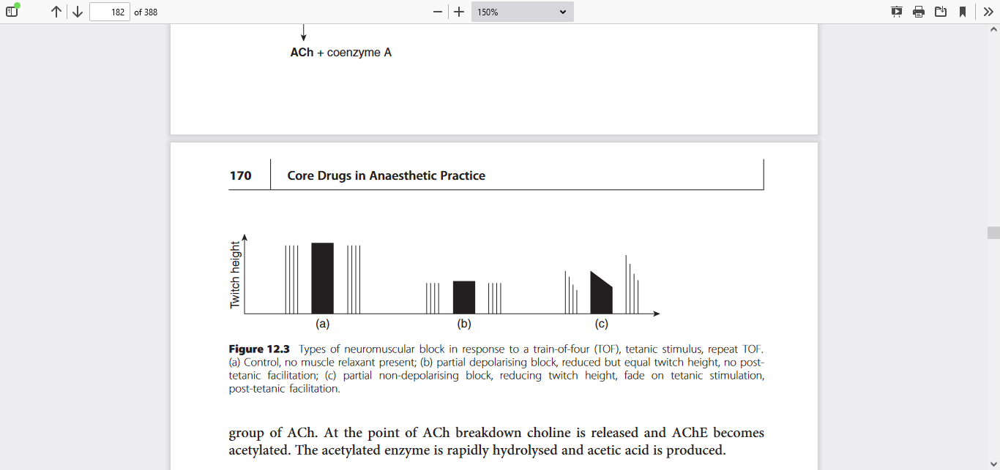 182 of 388
150%
ACh + coenzyme A
170 Core Drugs in Anaesthetic Practice
Twitch height
(a) (b) (c)
Figure 12.3 Types of neuromuscular block in response to a train-of-four (TOF), tetanic stimulus, repeat TOF.
(a) Control, no muscle relaxant present; (b) partial depolarising block, reduced but equal twitch height, no post-
tetanic facilitation; (c) partial non-depolarising block, reducing twitch height, fade on tetanic stimulation,
post-tetanic facilitation.
group of ACh. At the point of ACh breakdown choline is released and AChE becomes
acetylated. The acetylated enzyme is rapidly hydrolysed and acetic acid is produced.